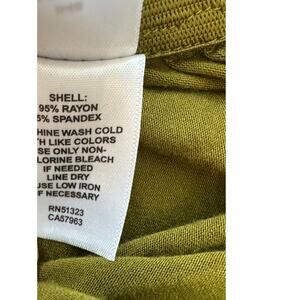 SHELL:
95% RAYON
5% SPANDEX
HINE WASH COLD
TH LIKE COLORS
SE ONLY NON-
LORINE BLEACH
IF NEEDED
LINE DRY
USE LOW IRON
IF NECESSARY
RN51323
CA57963